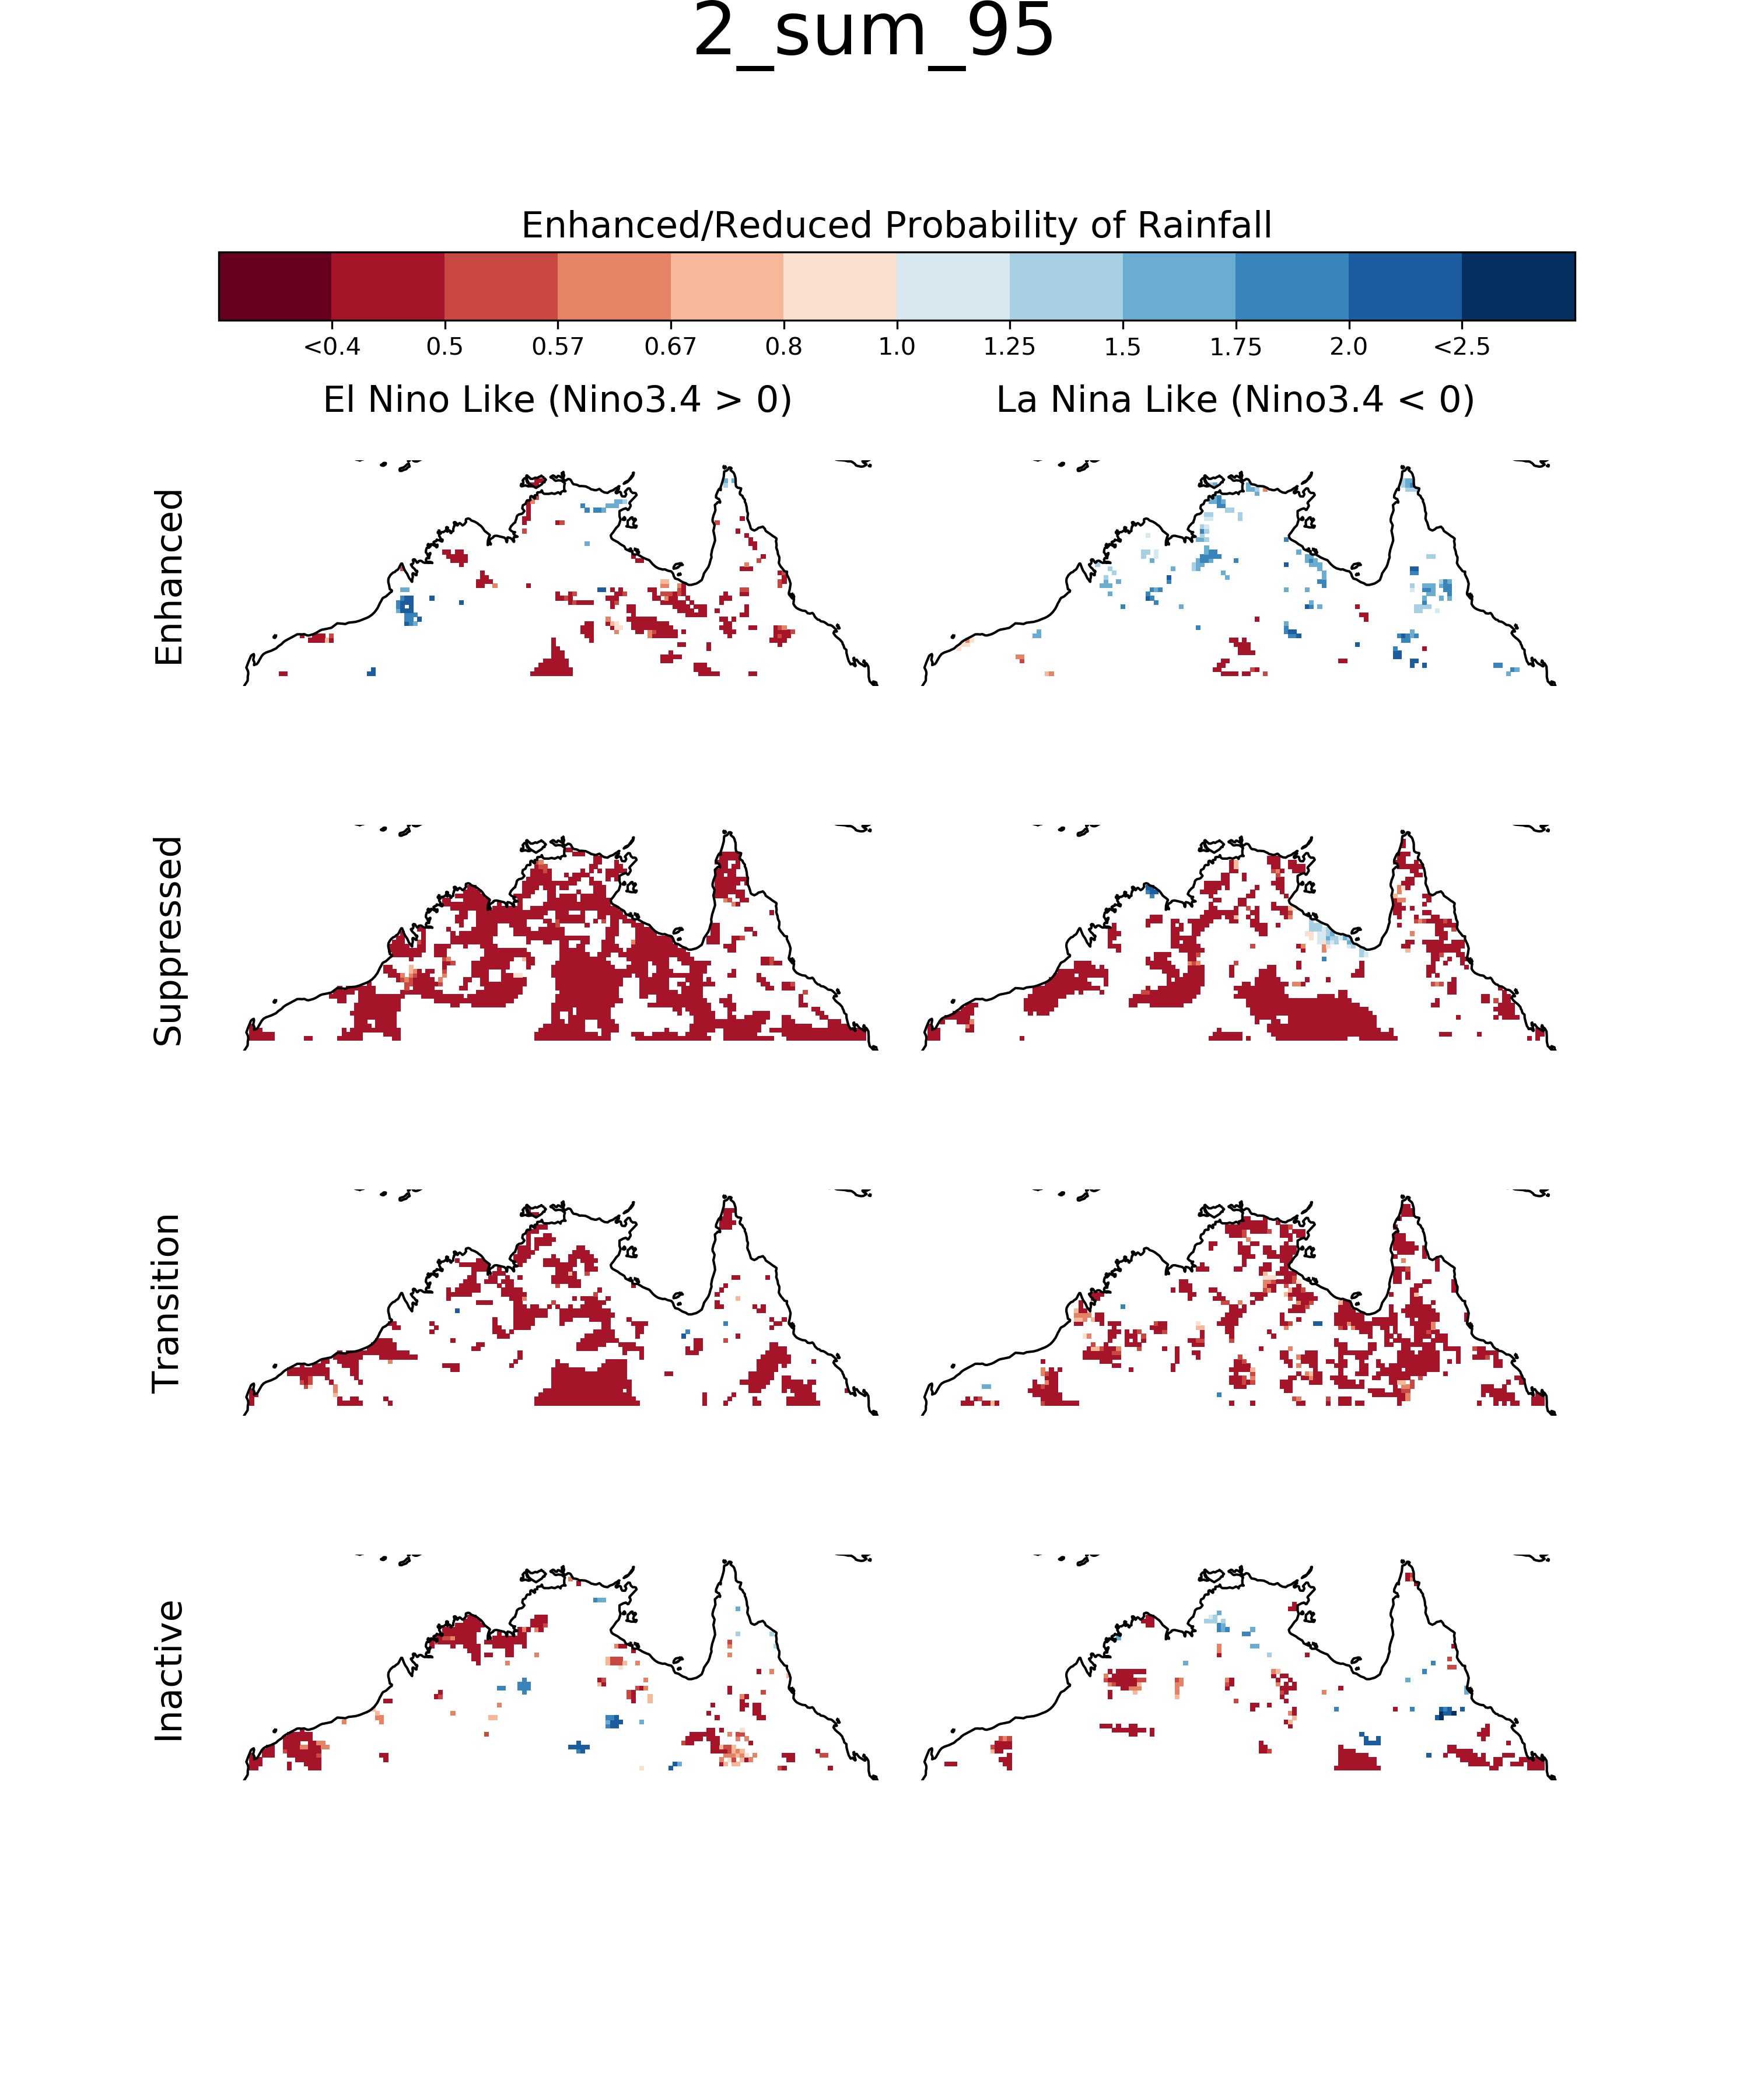 2_sum_95
Enhanced/Reduced Probability of Rainfall
<0.4 0.5 0.57 0.67 0.8 1.0 1.25 1.5 1.75 2.0 <2.5
El Nino Like (Nino3.4 > 0) La Nina Like (Nino3.4 < 0)
Enhanced
Suppressed
Transition
Inactive